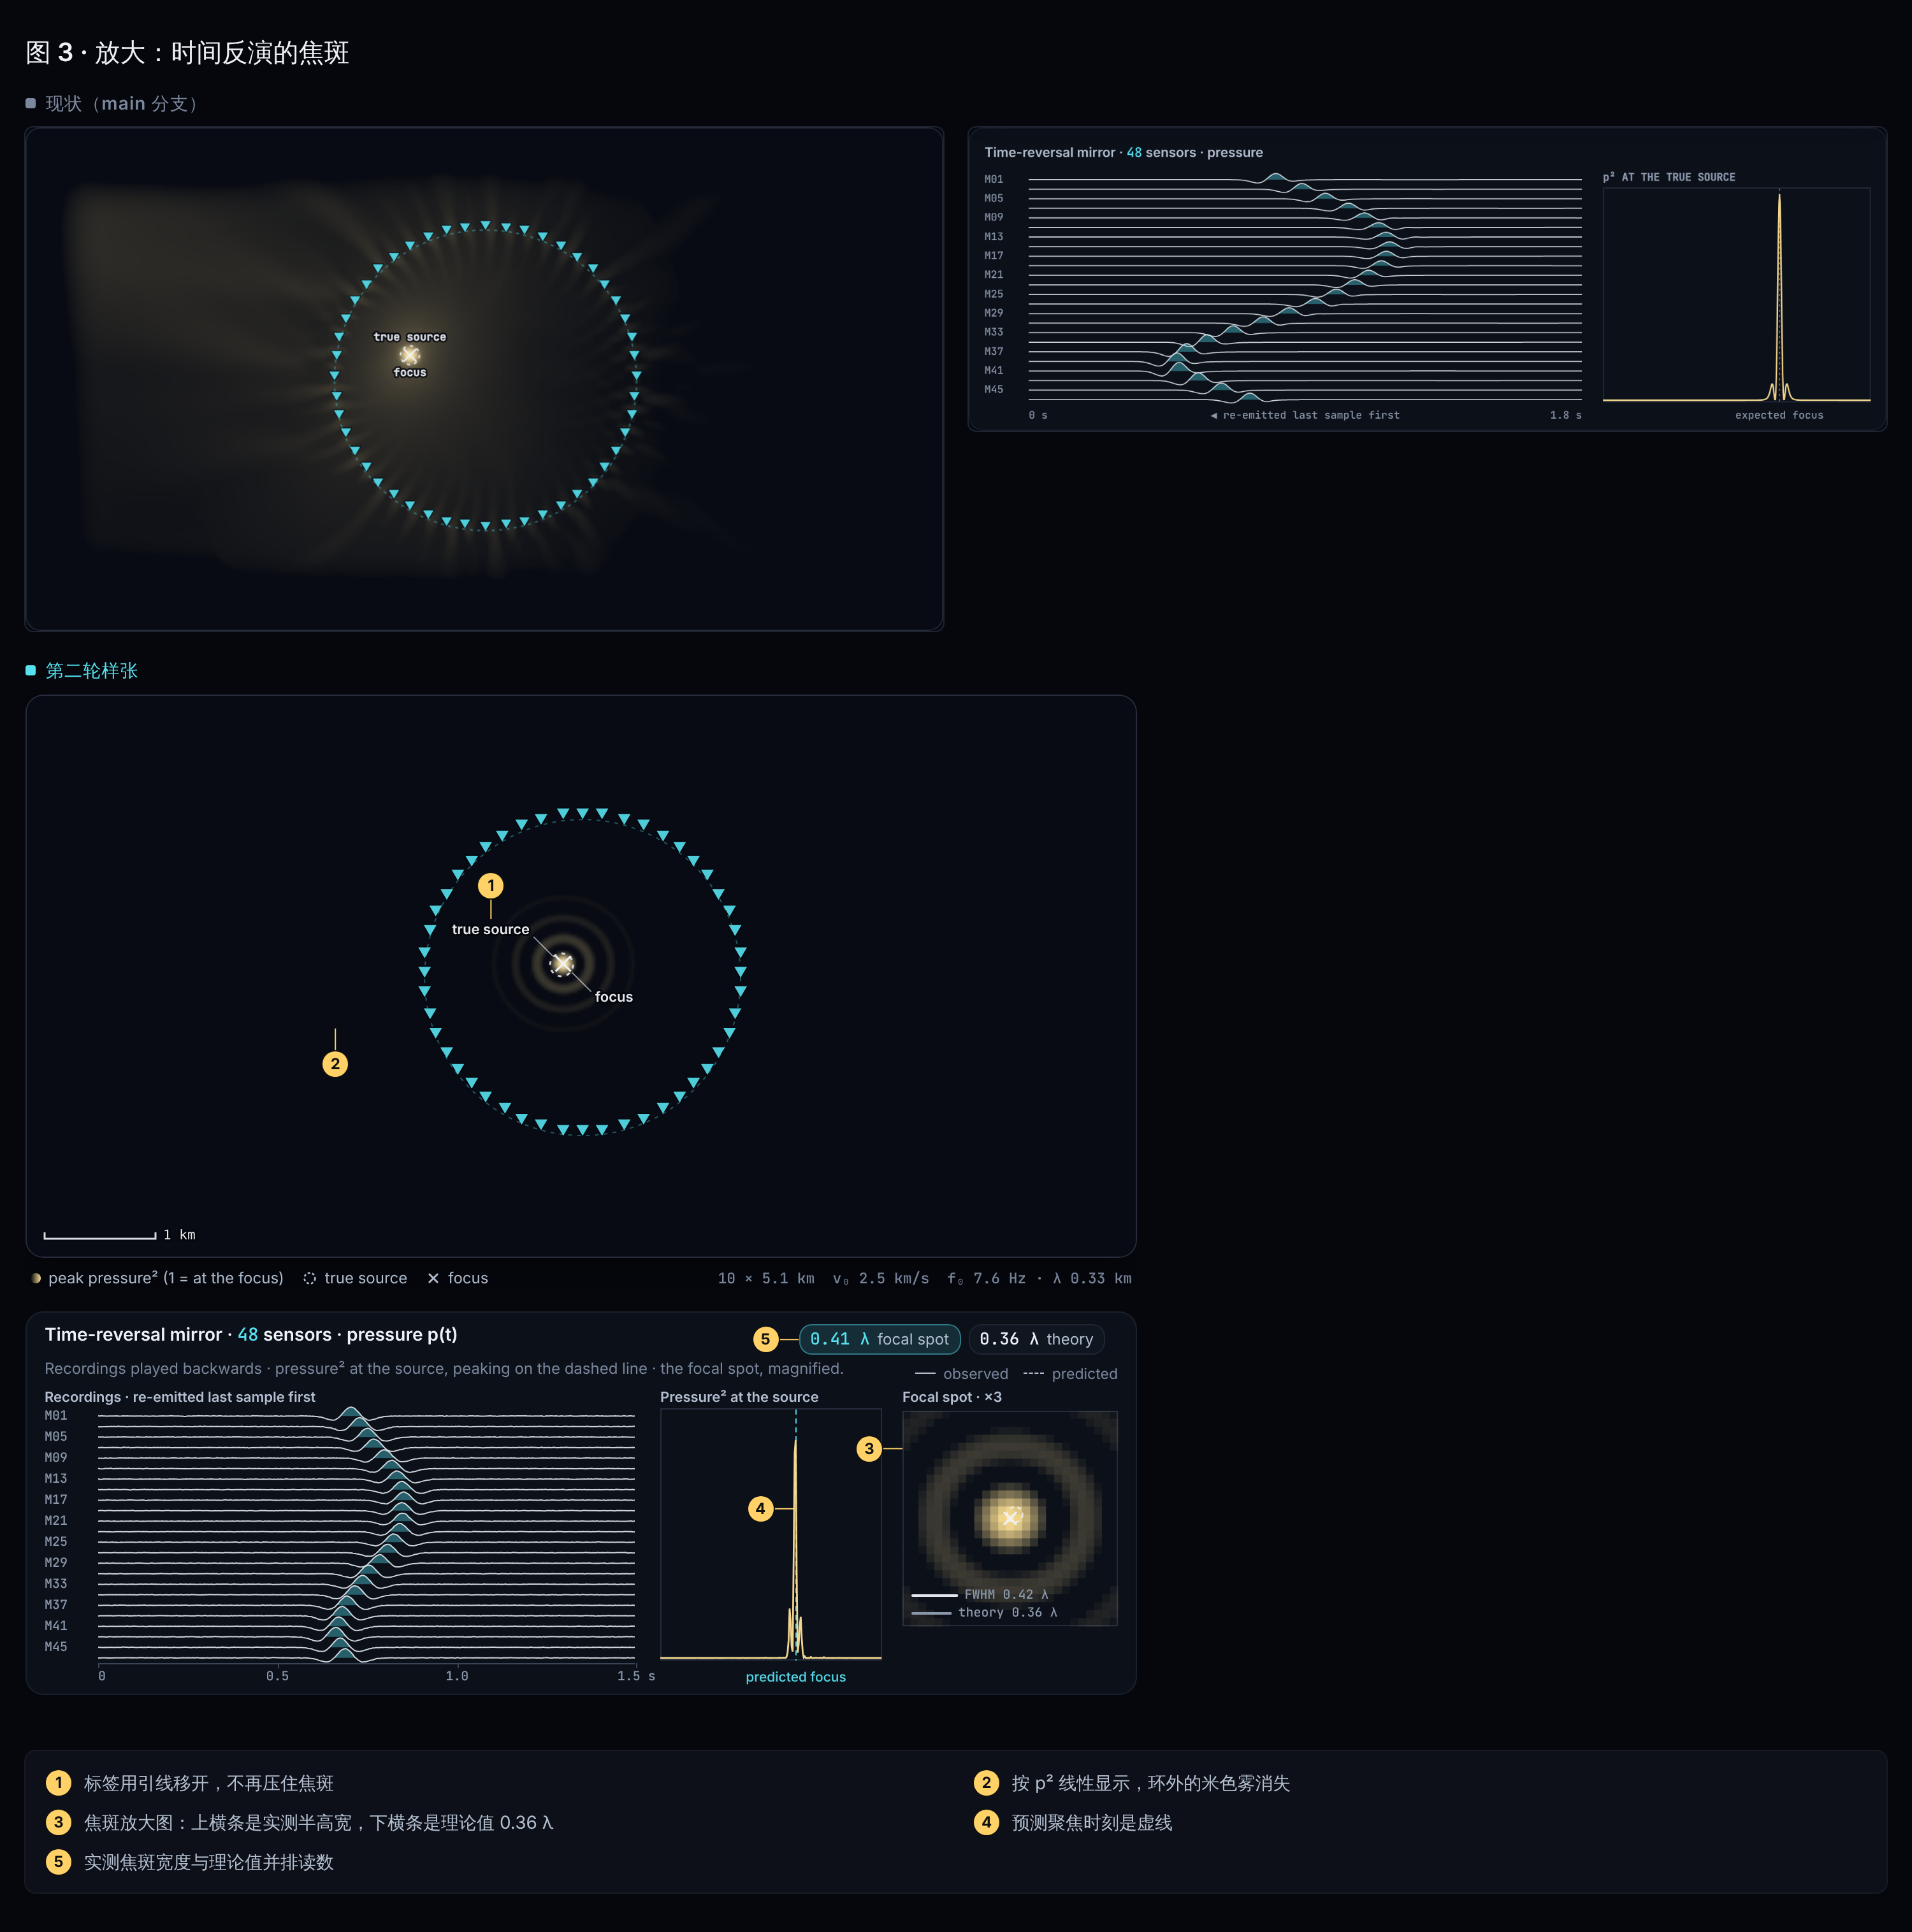 图 3 · 放大：时间反演的焦斑
现状（main 分支）
true source
focus
Time-reversal mirror · 48 sensors · pressure
p² AT THE TRUE SOURCE
M01
M05
M09
M13
M17
M21
M25
M29
M33
M37
M41
M45
0 s
◀ re-emitted last sample first
1.8 s
expected focus
第二轮样张
1
true source
focus
2
1 km
peak pressure² (1 = at the focus)
true source
focus
10 × 5.1 km v₀ 2.5 km/s f₀ 7.6 Hz · λ 0.33 km
Time-reversal mirror · 48 sensors · pressure p(t)
5
0.41 λ focal spot
0.36 λ theory
Recordings played backwards · pressure² at the source, peaking on the dashed line · the focal spot, magnified.
observed
predicted
Recordings · re-emitted last sample first
Pressure² at the source
Focal spot · ×3
M01
M05
M09
M13
M17
M21
M25
M29
M33
M37
M41
M45
0
0.5
1.0
1.5 s
4
predicted focus
3
FWHM 0.42 λ
theory 0.36 λ
1 标签用引线移开，不再压住焦斑
2 按 p² 线性显示，环外的米色雾消失
3 焦斑放大图：上横条是实测半高宽，下横条是理论值 0.36 λ
4 预测聚焦时刻是虚线
5 实测焦斑宽度与理论值并排读数